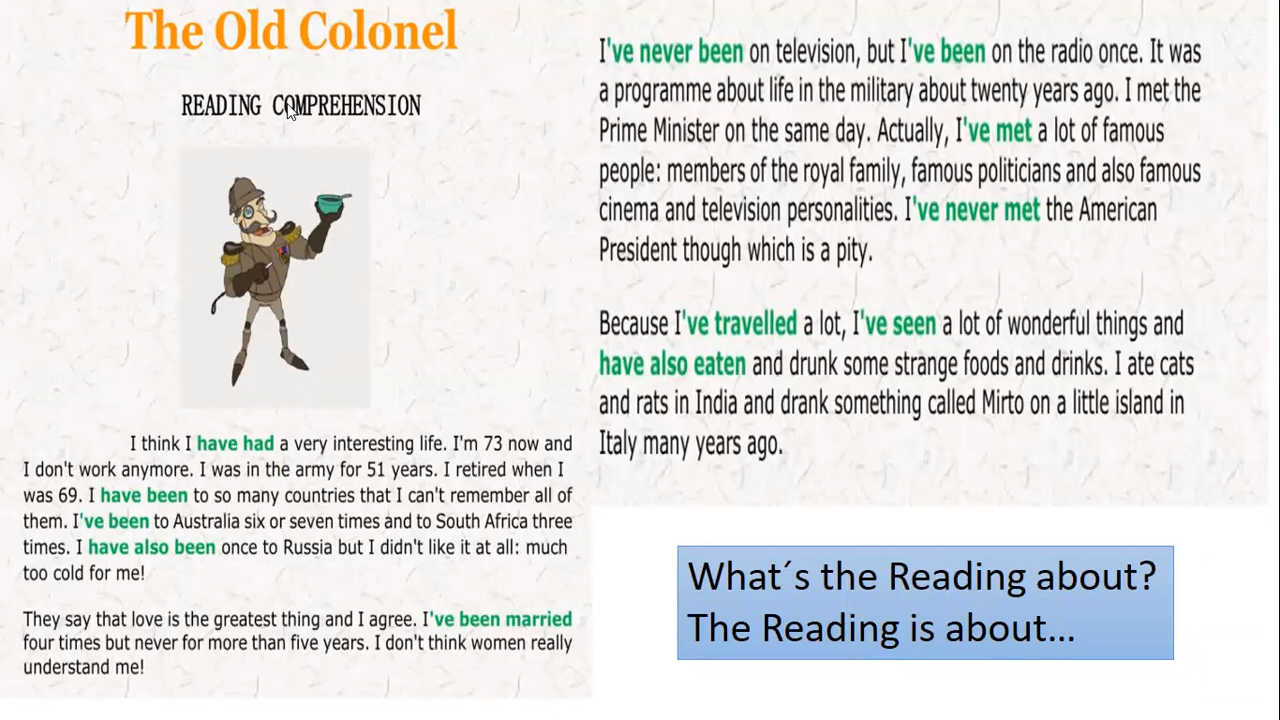 The Old Colonel
READING COMPREHENSION
I think I have had a very interesting life. I'm 73 now and
I don't work anymore. I was in the army for 51 years. I retired when I
was 69. I have been to so many countries that I can't remember all of
them. I've been to Australia six or seven times and to South Africa three
times. I have also been once to Russia but I didn't like it at all: much
too cold for me!
They say that love is the greatest thing and I agree. I've been married
four times but never for more than five years. I don't think women really
understand me!
I've never been on television, but I've been on the radio once. It was
a programme about life in the military about twenty years ago. I met the
Prime Minister on the same day. Actually, I've met a lot of famous
people: members of the royal family, famous politicians and also famous
cinema and television personalities. I've never met the American
President though which is a pity.
Because I've travelled a lot, I've seen a lot of wonderful things and
have also eaten and drunk some strange foods and drinks. I ate cats
and rats in India and drank something called Mirto on a little island in
Italy many years ago.
What´s the Reading about?
The Reading is about...